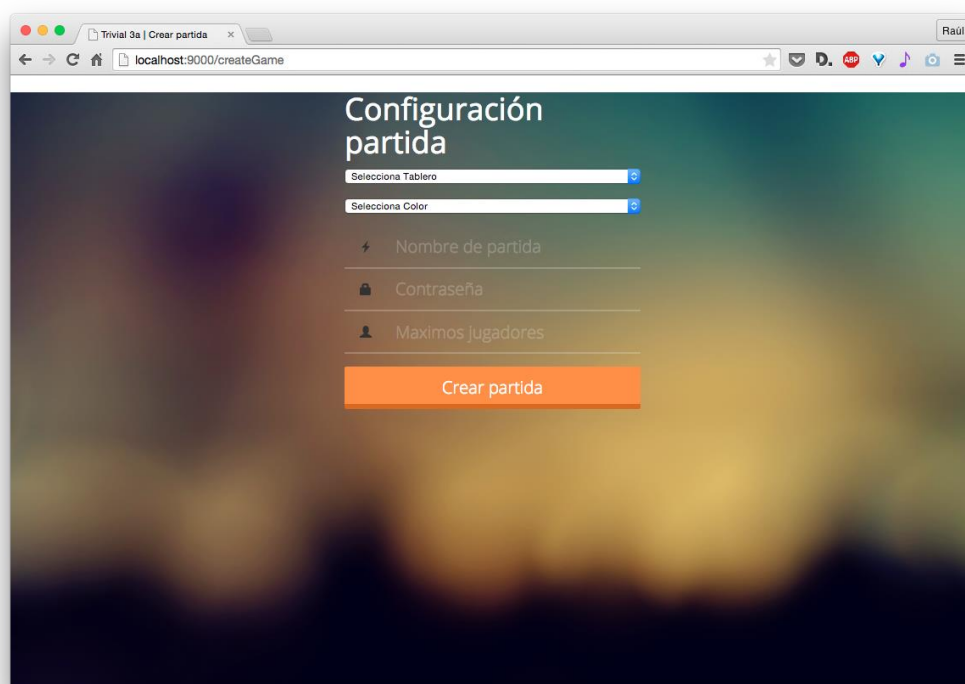 Trivial 3a | Crear partida
Raúl
localhost:9000/createGame
D.
ABP
Configuración
partida
Selecciona Tablero
Selecciona Color
Nombre de partida
Contraseña
Maximos jugadores
Crear partida